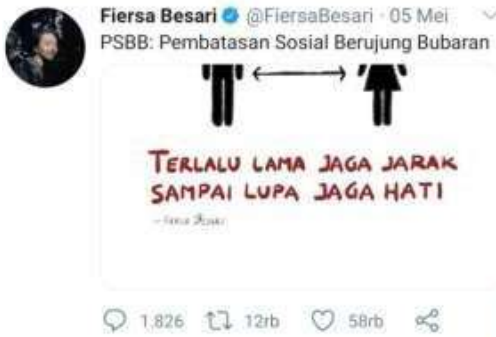 Fiersa Besari @FiersaBesari · 05 Mei
PSBB: Pembatasan Sosial Berujung Bubaran
TERLALU LAMA JAGA JARAK
SAMPAI LUPA JAGA HATI
1.826 12rb 58rb